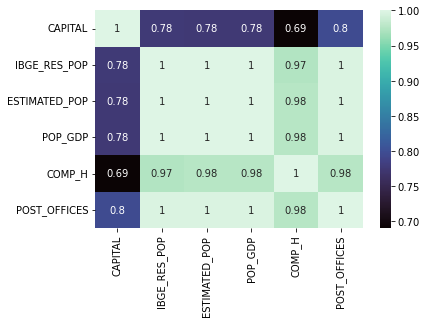 CAPITAL 1 0.78 0.78 0.78 0.69 0.8
IBGE_RES_POP 0.78 1 1 1 0.97 1
ESTIMATED_POP 0.78 1 1 1 0.98 1
POP_GDP 0.78 1 1 1 0.98 1
COMP_H 0.69 0.97 0.98 0.98 1 0.98
POST_OFFICES 0.8 1 1 1 0.98 1
CAPITAL
IBGE_RES_POP
ESTIMATED_POP
POP_GDP
COMP_H
POST_OFFICES
1.00
0.95
0.90
0.85
0.80
0.75
0.70